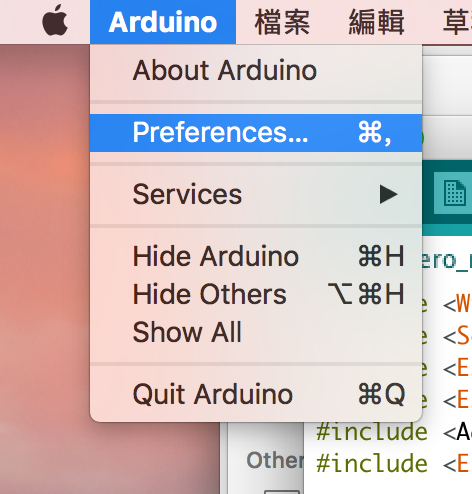 Arduino 檔案 編輯 草
About Arduino
Preferences... ⌘,
Services ▶
Hide Arduino ⌘H
Hide Others ⌥⌘H
Show All
Quit Arduino ⌘Q
ero_
e <W
e <S
e <E
e <E
#include <A
#include <E
Other